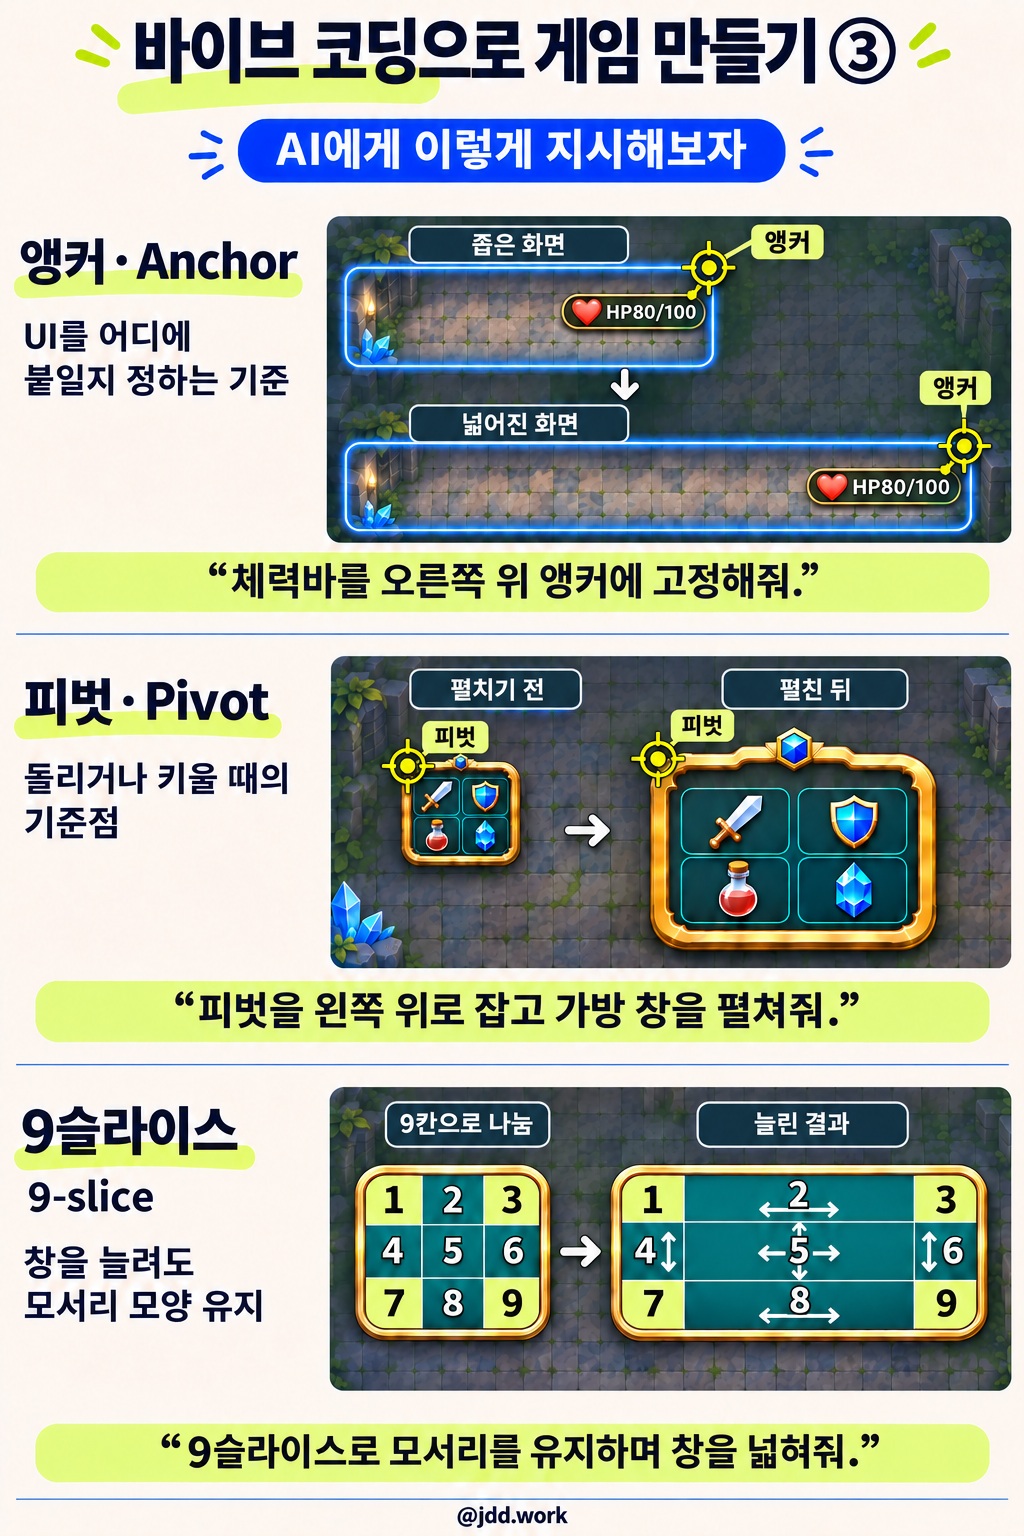 바이브 코딩으로 게임 만들기 ③
AI에게 이렇게 지시해보자
앵커 · Anchor
UI를 어디에
붙일지 정하는 기준
좁은 화면
앵커
HP80/100
넓어진 화면
앵커
HP80/100
“체력바를 오른쪽 위 앵커에 고정해줘.”
피벗 · Pivot
돌리거나 키울 때의
기준점
펼치기 전
피벗
펼친 뒤
피벗
“피벗을 왼쪽 위로 잡고 가방 창을 펼쳐줘.”
9슬라이스
9-slice
창을 늘려도
모서리 모양 유지
9칸으로 나눔
1 2 3
4 5 6
7 8 9
늘린 결과
1 2 3
4 5 6
7 8 9
“9슬라이스로 모서리를 유지하며 창을 넓혀줘.”
@jdd.work